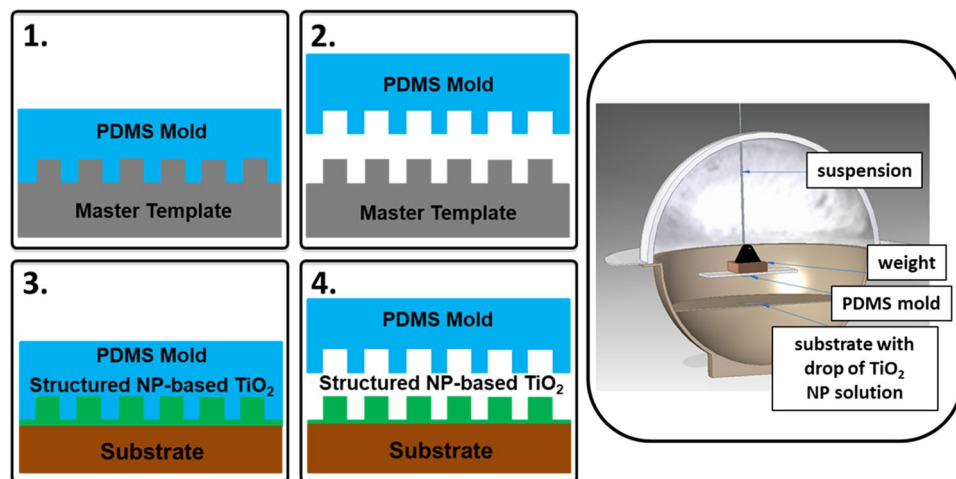 1.
PDMS Mold
Master Template
2.
PDMS Mold
Master Template
3.
PDMS Mold
Structured NP-based TiO₂
Substrate
4.
PDMS Mold
Structured NP-based TiO₂
Substrate
suspension
weight
PDMS mold
substrate with
drop of TiO₂
NP solution